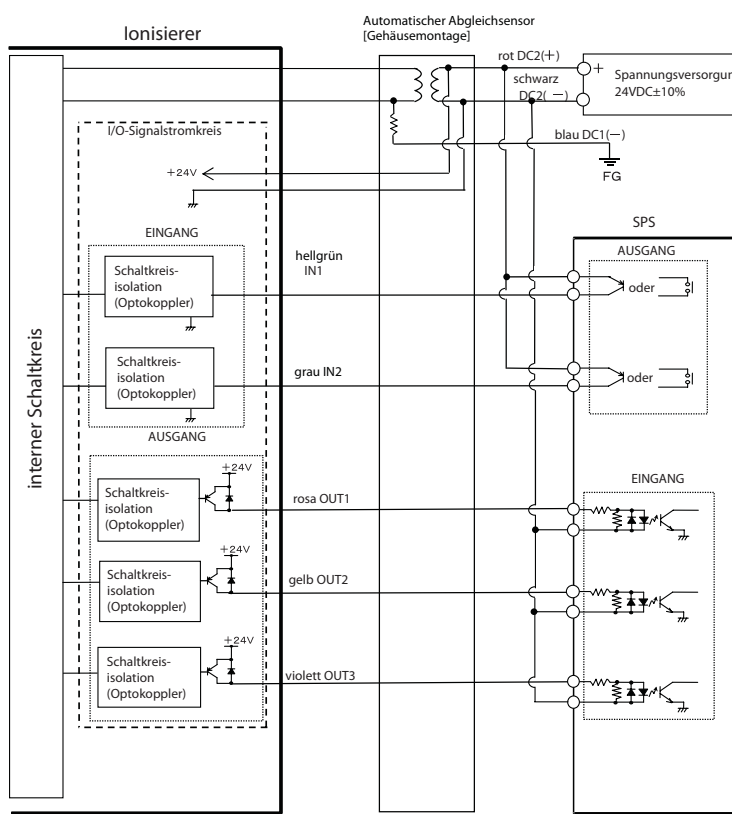 Ionisierer
Automatischer Abgleichsensor
[Gehäusemontage]
rot DC2(+)
schwarz
DC2(—)
+
Spannungsversorgun
24VDC±10%
I/O-Signalstromkreis
blau DC1(—)
FG
+24V
SPS
EINGANG
AUSGANG
hellgrün
IN1
Schaltkreis-
isolation
(Optokoppler)
oder
Schaltkreis-
isolation
(Optokoppler)
grau IN2
oder
AUSGANG
interner Schaltkreis
+24V
EINGANG
Schaltkreis-
isolation
(Optokoppler)
rosa OUT1
+24V
Schaltkreis-
isolation
(Optokoppler)
gelb OUT2
+24V
Schaltkreis-
isolation
(Optokoppler)
violett OUT3